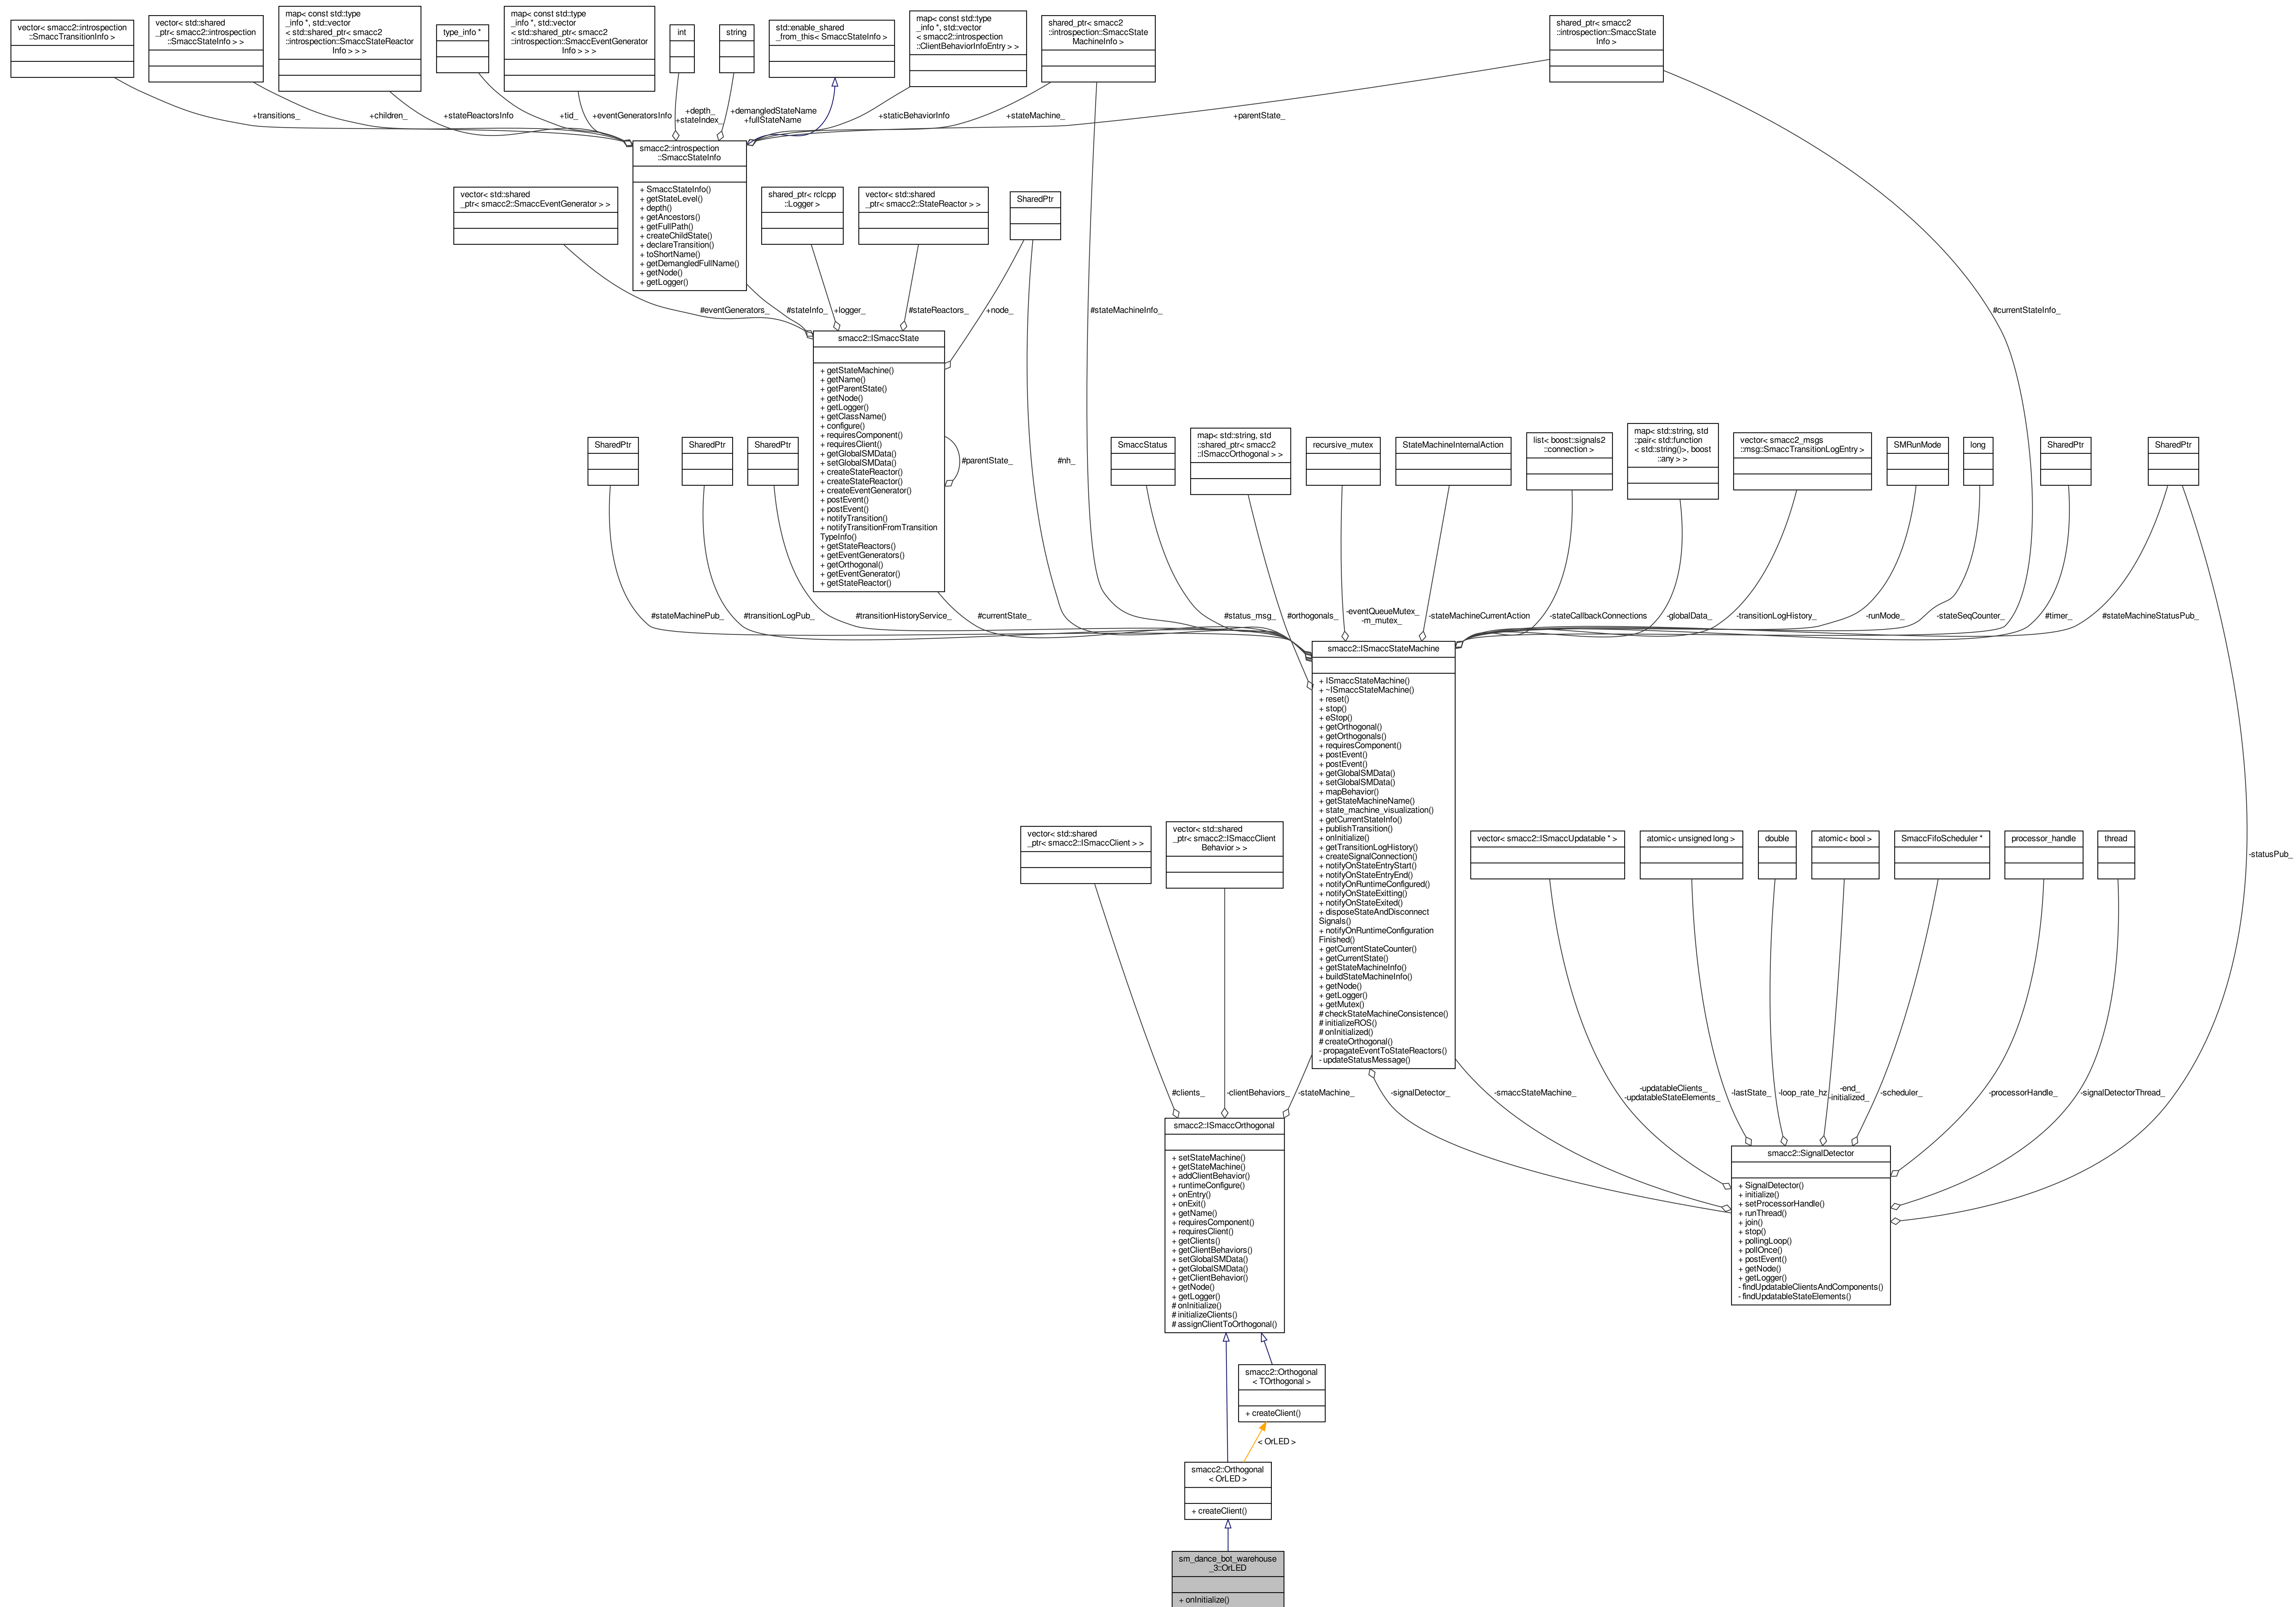 vector< smacc2::introspection
::SmaccTransitionInfo >
vector< std::shared
_ptr< smacc2::introspection
::SmaccStateInfo > >
map< const std::type
_info *, std::vector
< std::shared_ptr< smacc2
::introspection::SmaccStateReactor
Info > > >
type_info *
map< const std::type
_info *, std::vector
< std::shared_ptr< smacc2
::introspection::SmaccEventGenerator
Info > > >
int
string
std::enable_shared
_from_this< SmaccStateInfo >
map< const std::type
_info *, std::vector
< smacc2::introspection
::ClientBehaviorInfoEntry > >
shared_ptr< smacc2
::introspection::SmaccState
MachineInfo >
shared_ptr< smacc2
::introspection::SmaccState
Info >
+transitions_
+children_
+stateReactorsInfo
+tid_
+eventGeneratorsInfo
+depth_
+stateIndex_
+demangledStateName
+fullStateName
+staticBehaviorInfo
+stateMachine_
+parentState_
smacc2::introspection
::SmaccStateInfo
+ SmaccStateInfo()
+ getStateLevel()
+ depth()
+ getAncestors()
+ getFullPath()
+ createChildState()
+ declareTransition()
+ toShortName()
+ getDemangledFullName()
+ getNode()
+ getLogger()
vector< std::shared
_ptr< smacc2::SmaccEventGenerator > >
shared_ptr< rclcpp
::Logger >
vector< std::shared
_ptr< smacc2::StateReactor > >
SharedPtr
#eventGenerators_
#stateInfo_
+logger_
#stateReactors_
+node_
#stateMachineInfo_
#currentStateInfo_
smacc2::ISmaccState
+ getStateMachine()
+ getName()
+ getParentState()
+ getNode()
+ getLogger()
+ getClassName()
+ configure()
+ requiresComponent()
+ requiresClient()
+ getGlobalSMData()
+ setGlobalSMData()
+ createStateReactor()
+ createStateReactor()
+ createEventGenerator()
+ postEvent()
+ postEvent()
+ notifyTransition()
+ notifyTransitionFromTransition
TypeInfo()
+ getStateReactors()
+ getEventGenerators()
+ getOrthogonal()
+ getEventGenerator()
+ getStateReactor()
#parentState_
#nh_
SharedPtr
SharedPtr
SharedPtr
SmaccStatus
map< std::string, std
::shared_ptr< smacc2
::ISmaccOrthogonal > >
recursive_mutex
StateMachineInternalAction
list< boost::signals2
::connection >
map< std::string, std
::pair< std::function
< std::string()>, boost
::any > >
vector< smacc2_msgs
::msg::SmaccTransitionLogEntry >
SMRunMode
long
SharedPtr
SharedPtr
#stateMachinePub_
#transitionLogPub_
#transitionHistoryService_
#currentState_
#status_msg_
#orthogonals_
-eventQueueMutex_
-m_mutex_
-stateMachineCurrentAction
-stateCallbackConnections
-globalData_
-transitionLogHistory_
-runMode_
-stateSeqCounter_
#timer_
#stateMachineStatusPub_
smacc2::ISmaccStateMachine
+ ISmaccStateMachine()
+ ~ISmaccStateMachine()
+ reset()
+ stop()
+ eStop()
+ getOrthogonal()
+ getOrthogonals()
+ requiresComponent()
+ postEvent()
+ postEvent()
+ getGlobalSMData()
+ setGlobalSMData()
+ mapBehavior()
+ getStateMachineName()
+ state_machine_visualization()
+ getCurrentStateInfo()
+ publishTransition()
+ onInitialize()
+ getTransitionLogHistory()
+ createSignalConnection()
+ notifyOnStateEntryStart()
+ notifyOnStateEntryEnd()
+ notifyOnRuntimeConfigured()
+ notifyOnStateExitting()
+ notifyOnStateExited()
+ disposeStateAndDisconnect
Signals()
+ notifyOnRuntimeConfiguration
Finished()
+ getCurrentStateCounter()
+ getCurrentState()
+ getStateMachineInfo()
+ buildStateMachineInfo()
+ getNode()
+ getLogger()
+ getMutex()
# checkStateMachineConsistence()
# initializeROS()
# onInitialized()
# createOrthogonal()
- propagateEventToStateReactors()
- updateStatusMessage()
vector< std::shared
_ptr< smacc2::ISmaccClient > >
vector< std::shared
_ptr< smacc2::ISmaccClient
Behavior > >
vector< smacc2::ISmaccUpdatable * >
atomic< unsigned long >
double
atomic< bool >
SmaccFifoScheduler *
processor_handle
thread
-statusPub_
#clients_
-clientBehaviors_
-stateMachine_
-signalDetector_
-smaccStateMachine_
-updatableClients_
-updatableStateElements_
-lastState_
-loop_rate_hz
-end_
-initialized_
-scheduler_
-processorHandle_
-signalDetectorThread_
smacc2::ISmaccOrthogonal
+ setStateMachine()
+ getStateMachine()
+ addClientBehavior()
+ runtimeConfigure()
+ onEntry()
+ onExit()
+ getName()
+ requiresComponent()
+ requiresClient()
+ getClients()
+ getClientBehaviors()
+ setGlobalSMData()
+ getGlobalSMData()
+ getClientBehavior()
+ getNode()
+ getLogger()
# onInitialize()
# initializeClients()
# assignClientToOrthogonal()
smacc2::SignalDetector
+ SignalDetector()
+ initialize()
+ setProcessorHandle()
+ runThread()
+ join()
+ stop()
+ pollingLoop()
+ pollOnce()
+ postEvent()
+ getNode()
+ getLogger()
- findUpdatableClientsAndComponents()
- findUpdatableStateElements()
smacc2::Orthogonal
< TOrthogonal >
+ createClient()
< OrLED >
smacc2::Orthogonal
< OrLED >
+ createClient()
sm_dance_bot_warehouse
_3::OrLED
+ onInitialize()